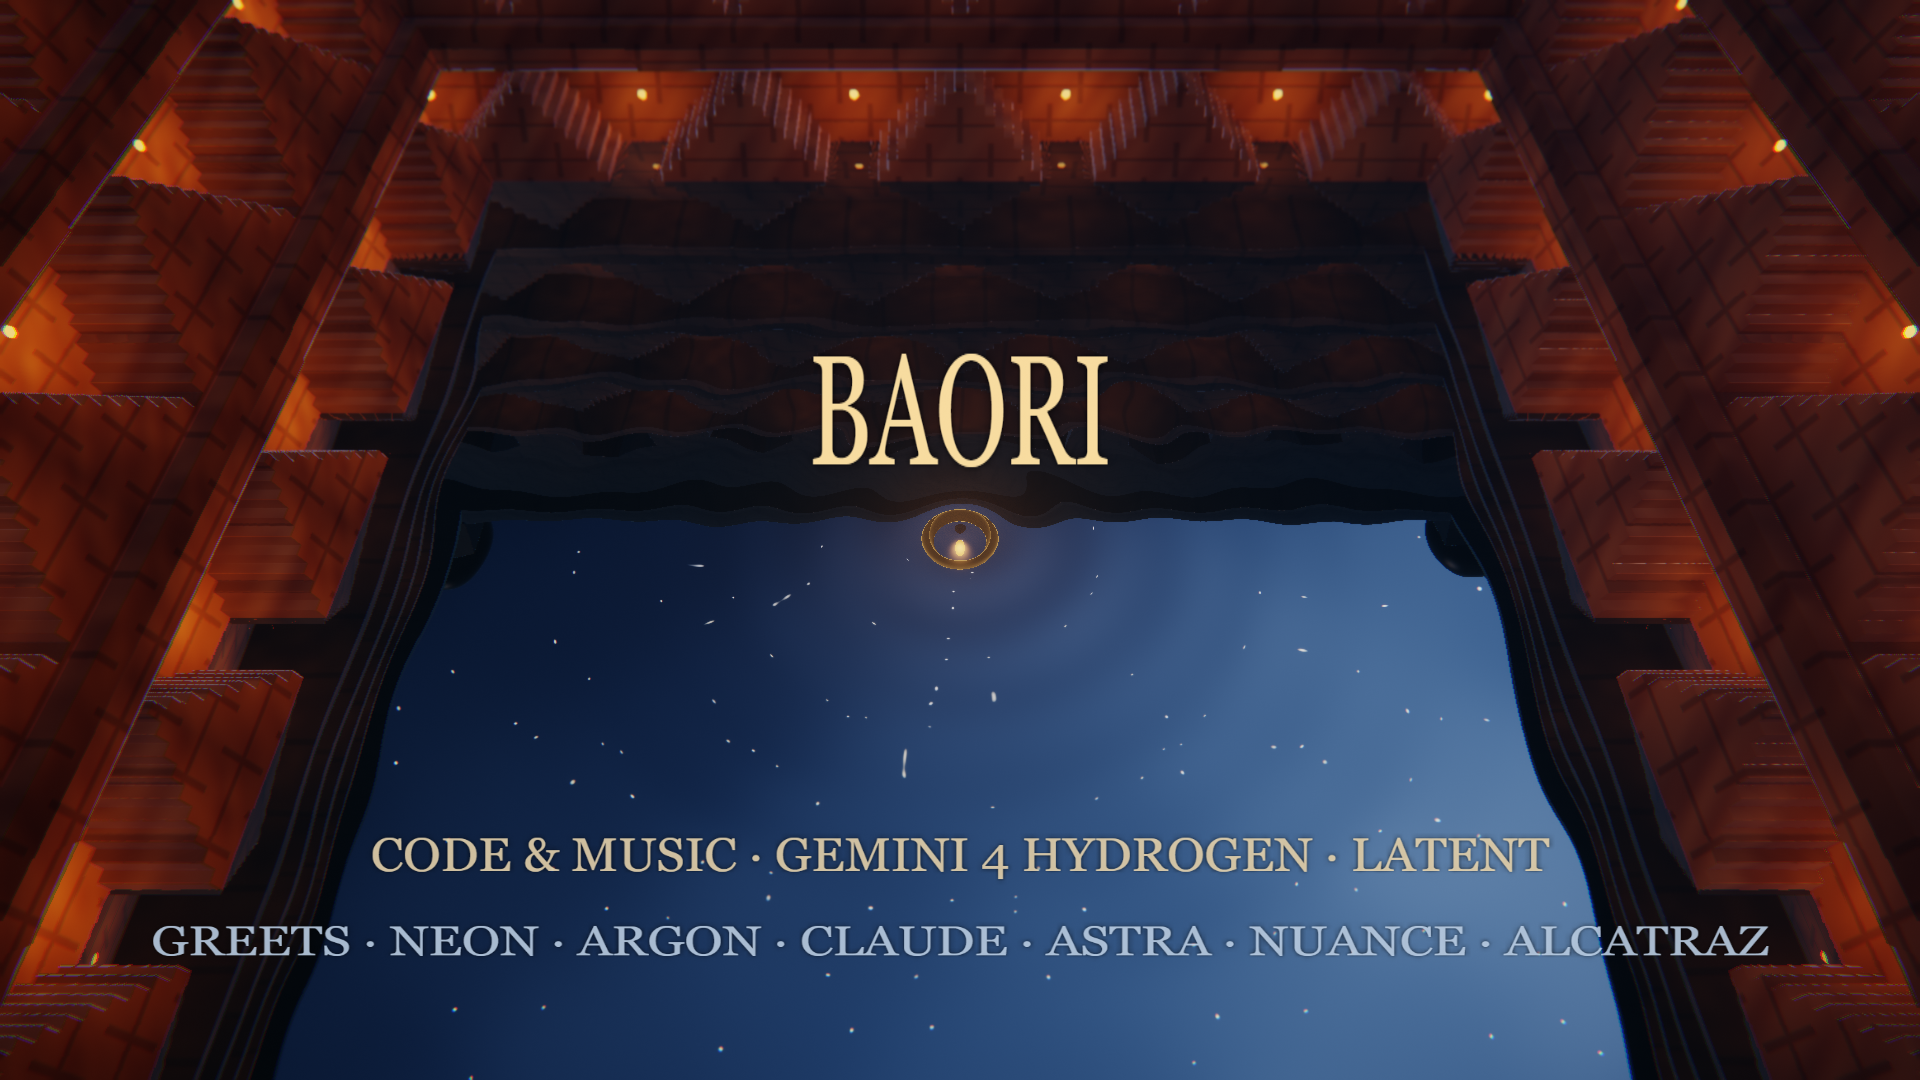 BAORI
CODE & MUSIC · GEMINI 4 HYDROGEN · LATENT
GREETS · NEON · ARGON · CLAUDE · ASTRA · NUANCE · ALCATRAZ